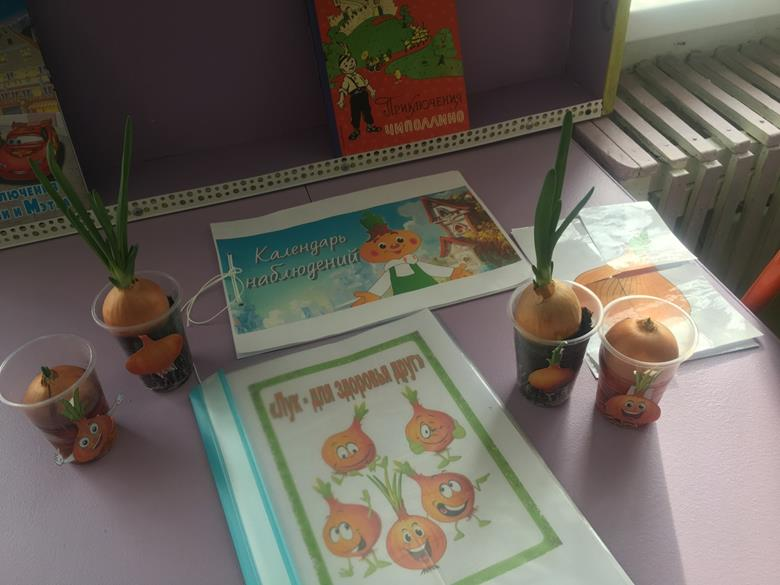 Приключения
Чиполлино
Календарь
наблюдений
«Лук - для здоровья друг»